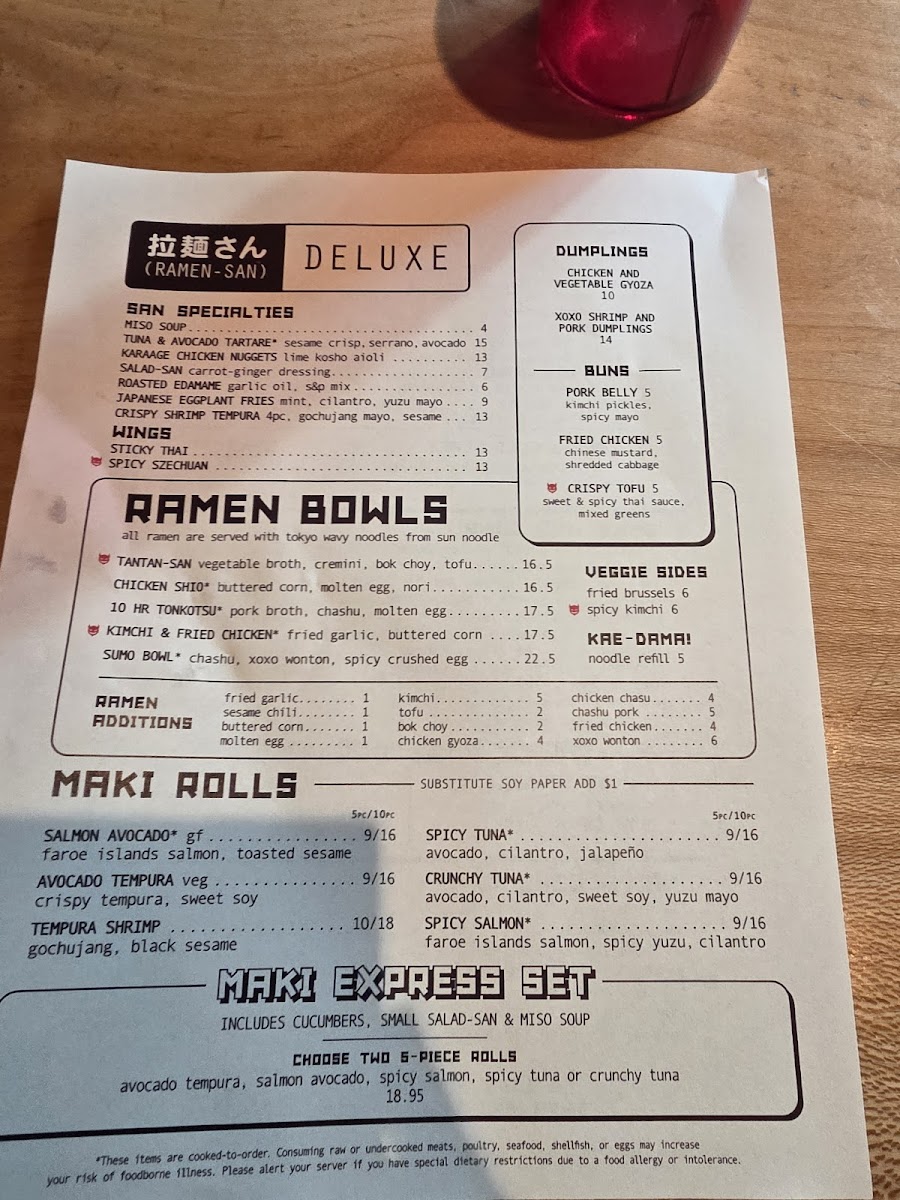 拉麺さん
(RAMEN-SAN)
DELUXE
SAN SPECIALTIES
MISO SOUP........................................ 4
TUNA & AVOCADO TARTARE* sesame crisp, serrano, avocado 15
KARAAGE CHICKEN NUGGETS lime kosho aioli .......... 13
SALAD-SAN carrot-ginger dressing.................... 7
ROASTED EDAMAME garlic oil, s&p mix................ 6
JAPANESE EGGPLANT FRIES mint, cilantro, yuzu mayo.... 9
CRISPY SHRIMP TEMPURA 4pc, gochujang mayo, sesame... 13
WINGS
STICKY THAI....................................... 13
SPICY SZECHUAN ................................... 13
DUMPLINGS
CHICKEN AND
VEGETABLE GYOZA
10
XOXO SHRIMP AND
PORK DUMPLINGS
14
BUNS
PORK BELLY 5
kimchi pickles,
spicy mayo
FRIED CHICKEN 5
chinese mustard,
shredded cabbage
CRISPY TOFU 5
sweet & spicy thai sauce,
mixed greens
RAMEN BOWLS
all ramen are served with tokyo wavy noodles from sun noodle
TANTAN-SAN vegetable broth, cremini, bok choy, tofu......16.5
CHICKEN SHIO* buttered corn, molten egg, nori...........16.5
10 HR TONKOTSU* pork broth, chashu, molten egg.........17.5
KIMCHI & FRIED CHICKEN* fried garlic, buttered corn ....17.5
SUMO BOWL* chashu, xoxo wonton, spicy crushed egg ......22.5
VEGGIE SIDES
fried brussels 6
spicy kimchi 6
KAE-DAMA!
noodle refill 5
RAMEN
ADDITIONS
fried garlic........ 1
sesame chili........ 1
buttered corn....... 1
molten egg ......... 1
kimchi............. 5
tofu .............. 2
bok choy........... 2
chicken gyoza...... 4
chicken chasu....... 4
chashu pork ........ 5
fried chicken....... 4
xoxo wonton ........ 6
MAKI ROLLS
SUBSTITUTE SOY PAPER ADD $1
5PC/10PC
SALMON AVOCADO* gf ................. 9/16
faroe islands salmon, toasted sesame
AVOCADO TEMPURA veg ................ 9/16
crispy tempura, sweet soy
TEMPURA SHRIMP .................. 10/18
gochujang, black sesame
5PC/10PC
SPICY TUNA* ....................... 9/16
avocado, cilantro, jalapeño
CRUNCHY TUNA* .................... 9/16
avocado, cilantro, sweet soy, yuzu mayo
SPICY SALMON* ..................... 9/16
faroe islands salmon, spicy yuzu, cilantro
MAKI EXPRESS SET
INCLUDES CUCUMBERS, SMALL SALAD-SAN & MISO SOUP
CHOOSE TWO 5-PIECE ROLLS
avocado tempura, salmon avocado, spicy salmon, spicy tuna or crunchy tuna
18.95
*These items are cooked-to-order. Consuming raw or undercooked meats, poultry, seafood, shellfish, or eggs may increase
your risk of foodborne illness. Please alert your server if you have special dietary restrictions due to a food allergy or intolerance.